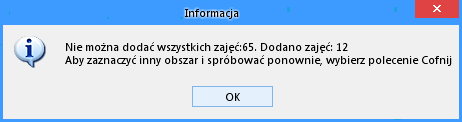 Informacja
Nie można dodać wszystkich zajęć:65. Dodano zajęć: 12
Aby zaznaczyć inny obszar i spróbować ponownie, wybierz polecenie Cofnij
OK